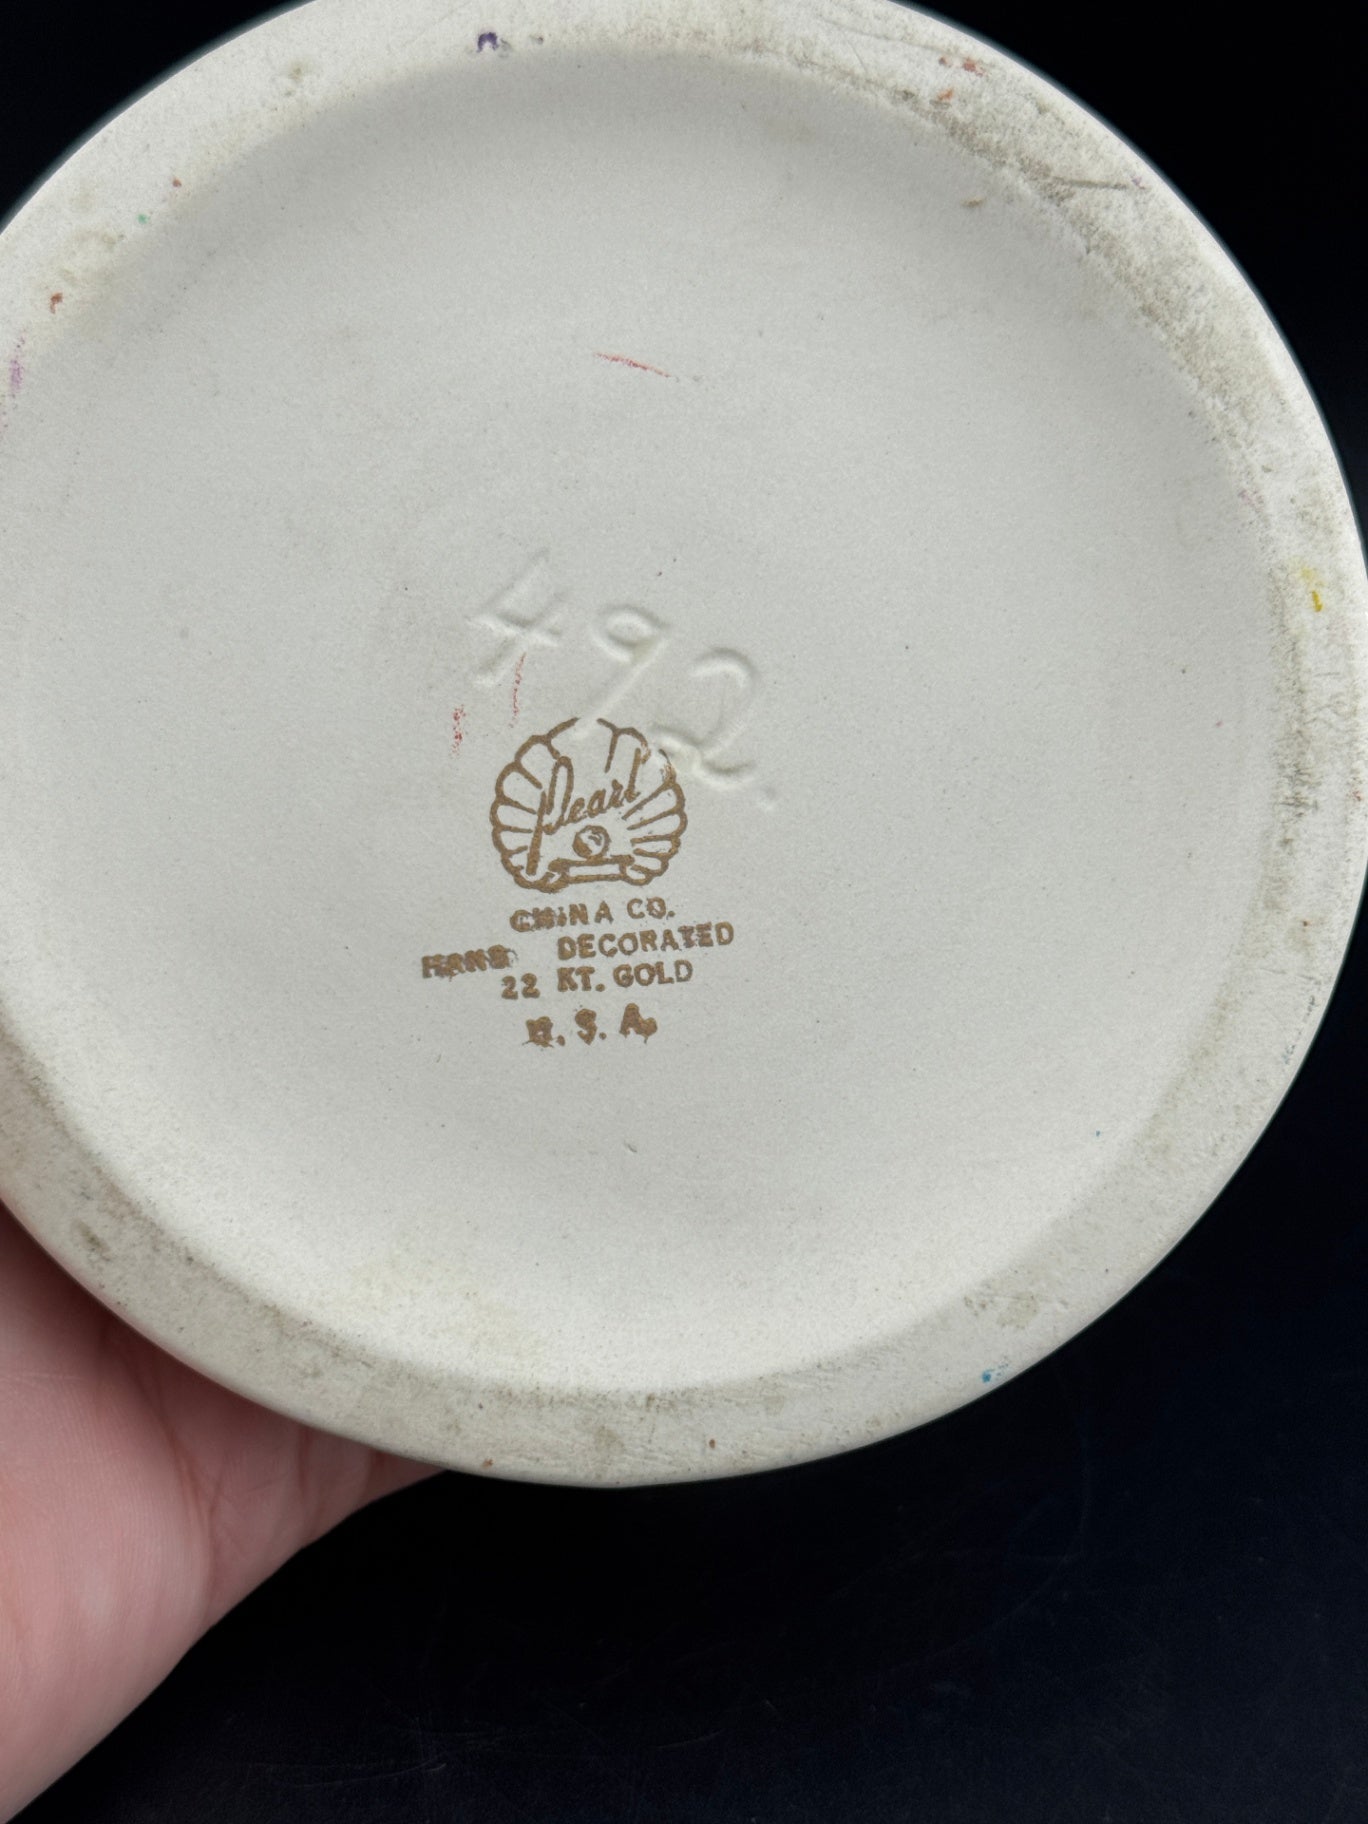 492.
Pearl
CHINA CO.
HAND DECORATED
22 KT. GOLD
U. S. A.